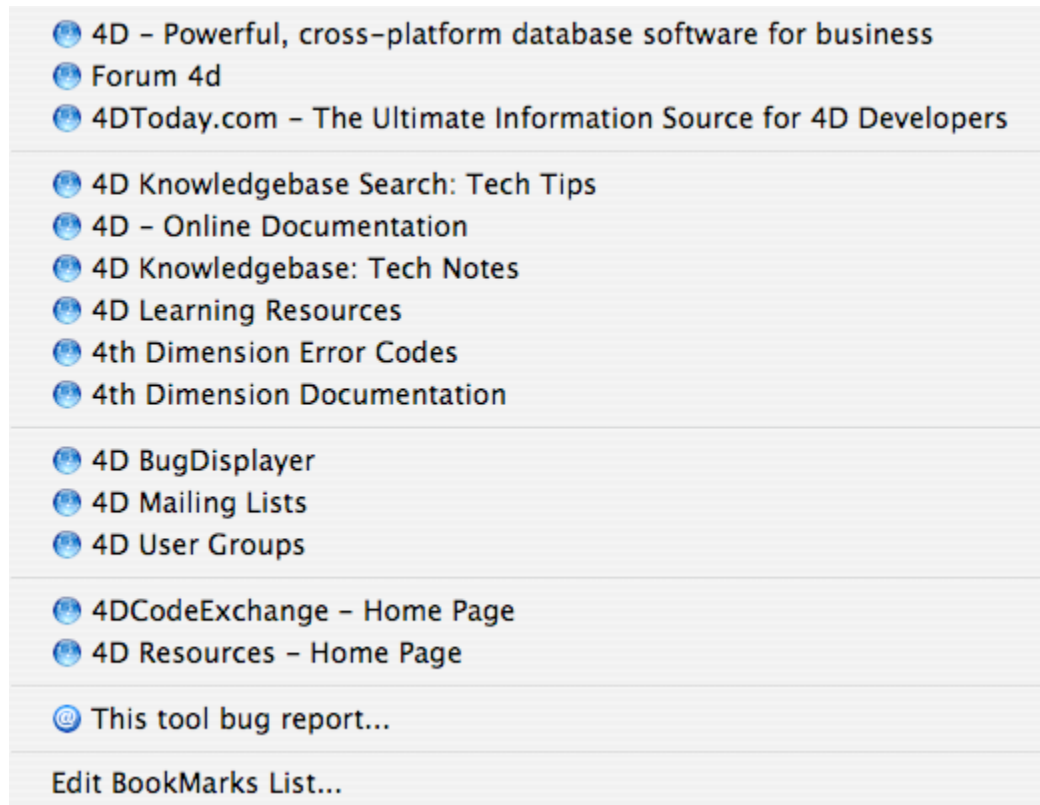 4D – Powerful, cross-platform database software for business
Forum 4d
4DToday.com – The Ultimate Information Source for 4D Developers
4D Knowledgebase Search: Tech Tips
4D – Online Documentation
4D Knowledgebase: Tech Notes
4D Learning Resources
4th Dimension Error Codes
4th Dimension Documentation
4D BugDisplayer
4D Mailing Lists
4D User Groups
4DCodeExchange – Home Page
4D Resources – Home Page
@ This tool bug report...
Edit BookMarks List...